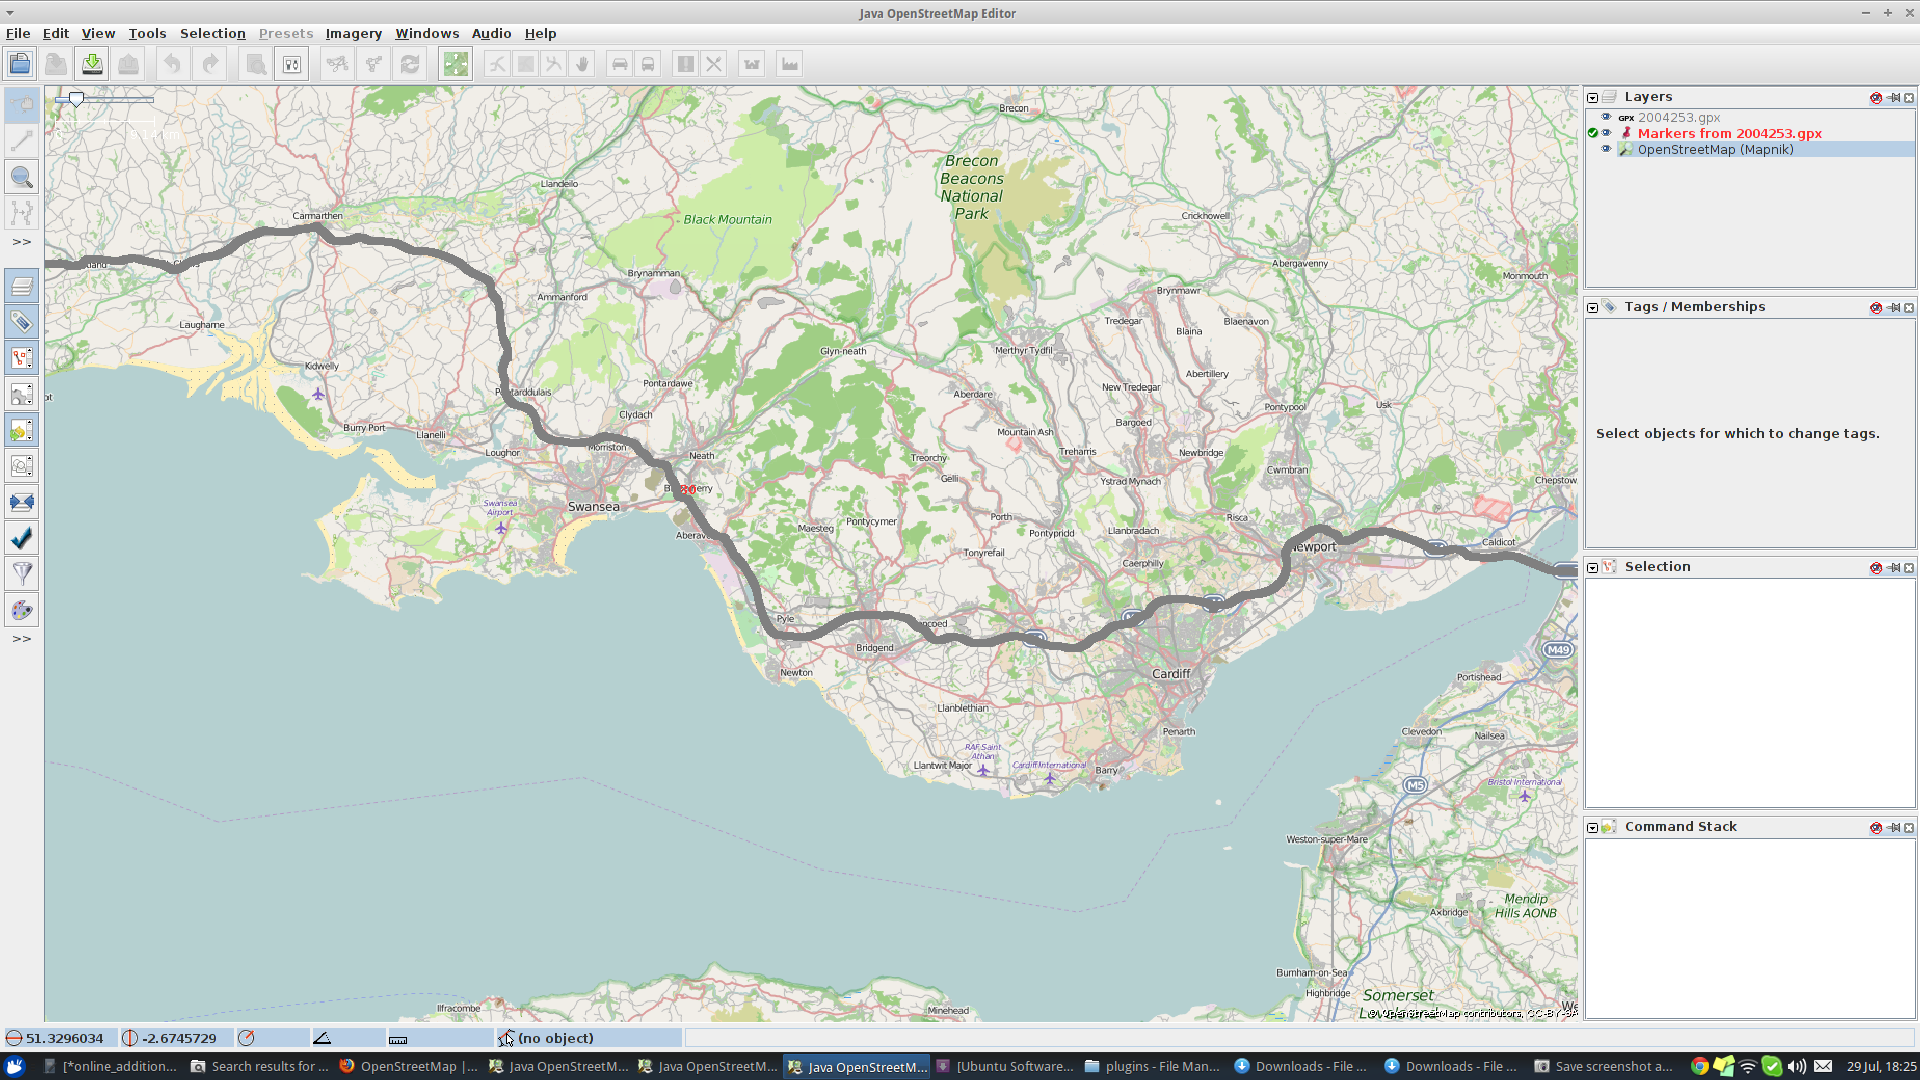 Java OpenStreetMap Editor
File Edit View Tools Selection Presets Imagery Windows Audio Help
Layers
GPX 2004253.gpx
Markers from 2004253.gpx
OpenStreetMap (Mapnik)
Tags / Memberships
Select objects for which to change tags.
Selection
Command Stack
>>
>>
Brecon
Brecon
Beacons
National
Park
Llandeilo
Black Mountain
Carmarthen
Crickhowell
Abergavenny
Monmouth
Brynamman
Ammanford
Brynmawr
Laugharne
Tredegar
Blaina
Blaenavon
Glyn-neath
Merthyr Tydfil
Kidwelly
Abertillery
Pontardawe
New Tredegar
Aberdare
Usk
Pontypool
Clydach
Bargoed
Burry Port
Llanelli
Mountain Ash
Morriston
Loughor
Neath
Treorchy
Treharris
Newbridge
Cwmbran
Gelli
Ystrad Mynach
Swansea
Airport
Swansea
Maesteg
Pontycymer
Porth
Pontypridd
Llanbradach
Risca
Tonyrefail
Caerphilly
Caldicot
Pyle
Bridgend
Newton
Cardiff
M49
Portishead
Llanblethian
Penarth
Clevedon
Nailsea
RAF Saint
Athan
Llantwit Major
Cardiff International
Barry
M5
Bristol International
Weston-super-Mare
Mendip
Hills AONB
Axbridge
Burnham-on-Sea
Highbridge
Somerset
Ilfracombe
Minehead
© OpenStreetMap contributors, CC-BY-SA
51.3296034 -2.6745729 (no object)
[*online_addition... Search results for ... OpenStreetMap |... Java OpenStreetM... Java OpenStreetM... Java OpenStreetM... [Ubuntu Software... plugins - File Man... Downloads - File ... Downloads - File ... Save screenshot a... 29 Jul, 18:25